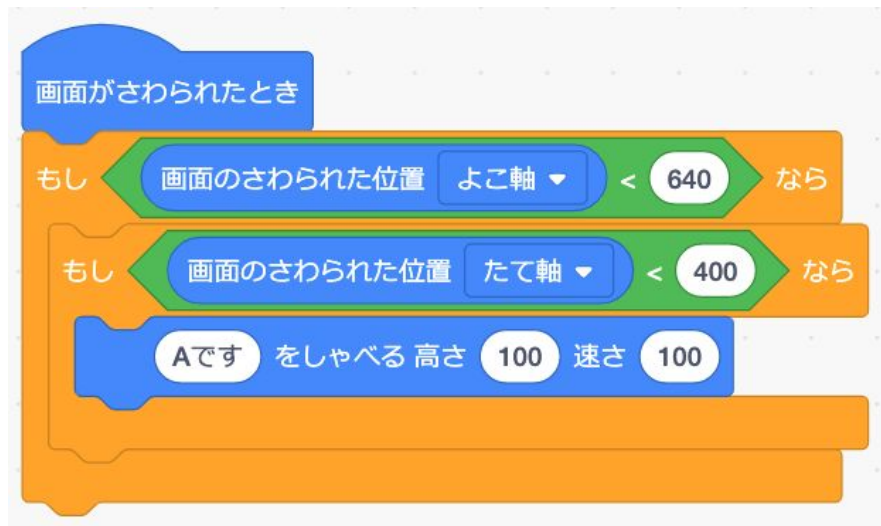 画面がさわられたとき
もし 画面のさわられた位置 よこ軸 < 640 なら
もし 画面のさわられた位置 たて軸 < 400 なら
Aです をしゃべる 高さ 100 速さ 100